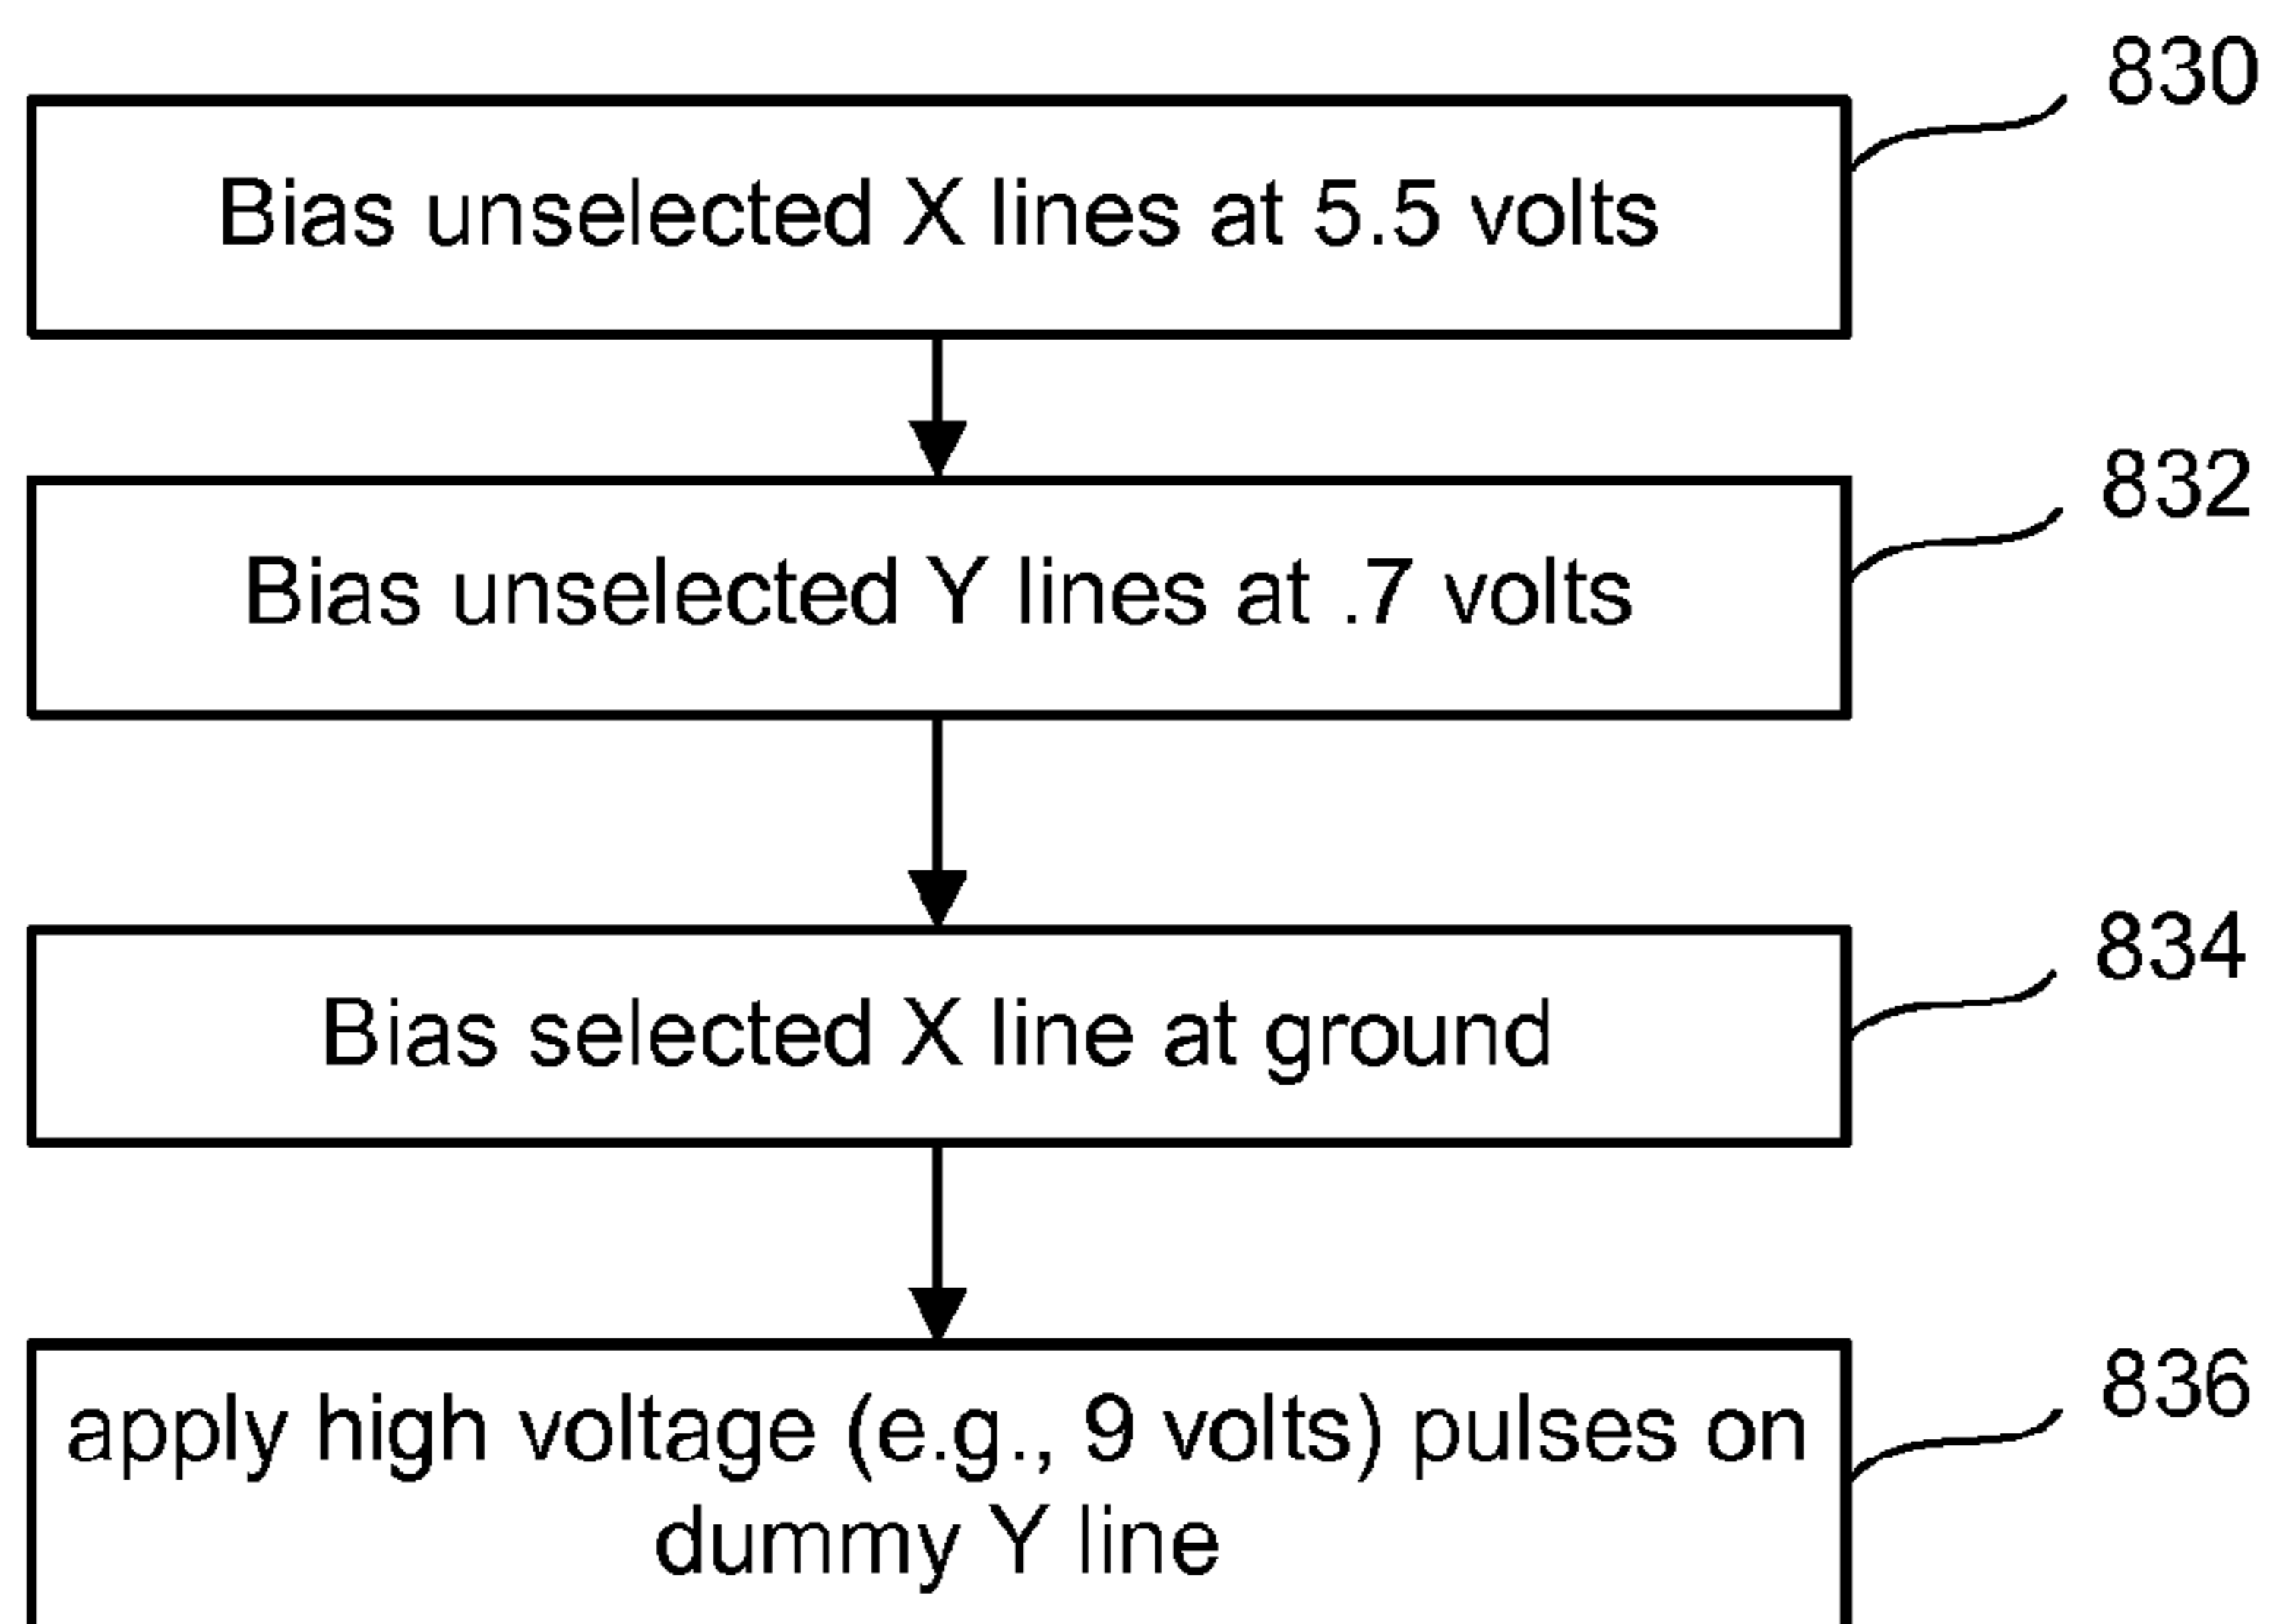 830
Bias unselected X lines at 5.5 volts
832
Bias unselected Y lines at .7 volts
834
Bias selected X line at ground
836
apply high voltage (e.g., 9 volts) pulses on
dummy Y line